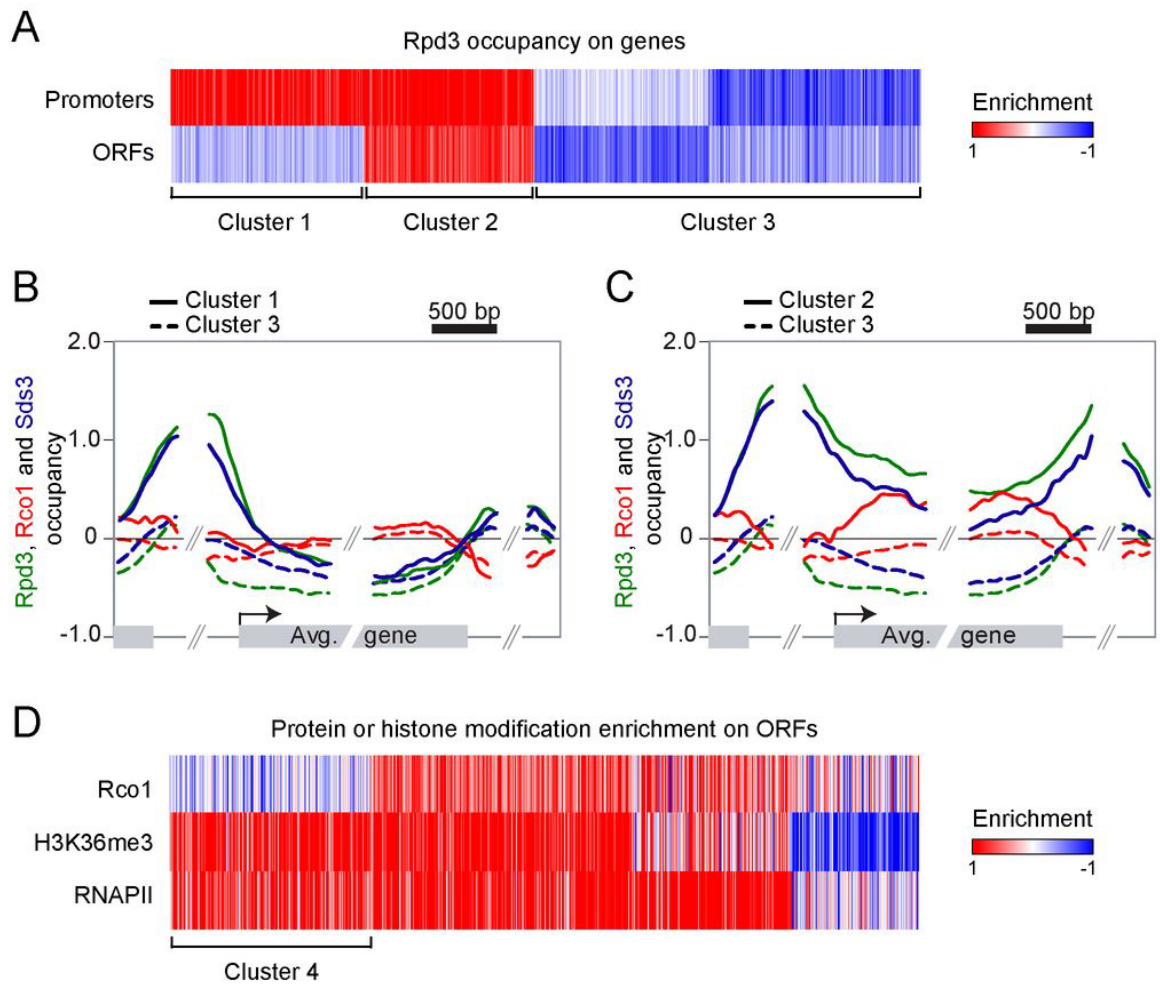 A
Rpd3 occupancy on genes
Promoters
ORFs
Enrichment
1 -1
Cluster 1 Cluster 2 Cluster 3
B
Cluster 1
Cluster 3
500 bp
2.0
1.0
0
-1.0
Rpd3, Rco1 and Sds3
occupancy
Avg. gene
C
Cluster 2
Cluster 3
500 bp
2.0
1.0
0
-1.0
Rpd3, Rco1 and Sds3
occupancy
Avg. gene
D
Protein or histone modification enrichment on ORFs
Rco1
H3K36me3
RNAPII
Enrichment
1 -1
Cluster 4